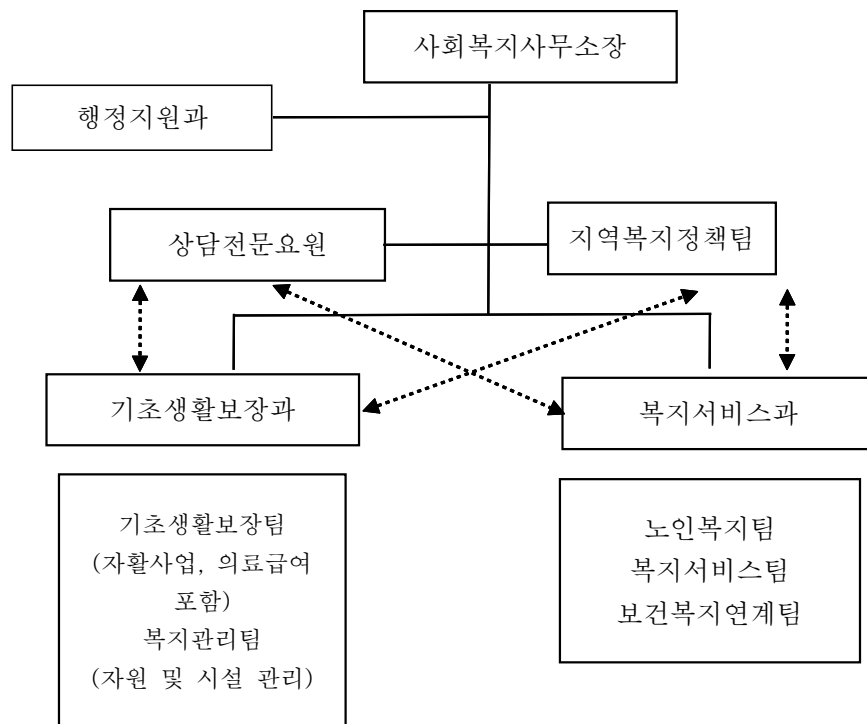 사회복지사무소장
행정지원과
상담전문요원
지역복지정책팀
기초생활보장과
복지서비스과
기초생활보장팀
(자활사업, 의료급여
포함)
복지관리팀
(자원 및 시설 관리)
노인복지팀
복지서비스팀
보건복지연계팀